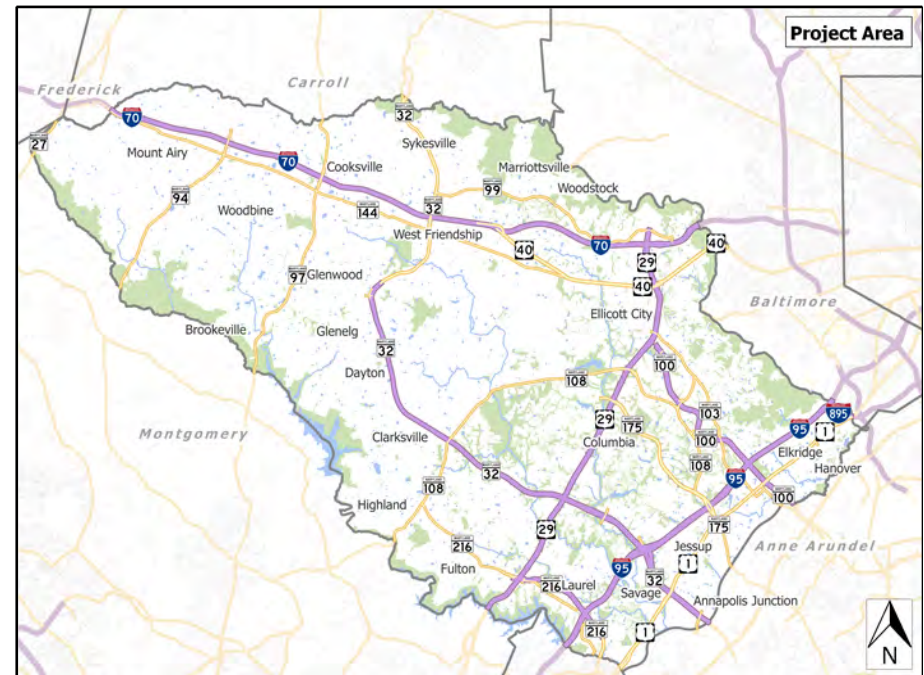 Project Area
Frederick
Carroll
70
32
27
Mount Airy
Sykesville
70
Cooksville
Marriottsville
99
Woodstock
94
Woodbine
144
32
West Friendship
40
70
40
29
97
Glenwood
40
Baltimore
Ellicott City
Brookeville
Glenelg
32
100
Dayton
108
29
175
103
95
895
1
Montgomery
Clarksville
Columbia
100
Elkridge
32
108
95
Hanover
108
100
Highland
29
175
216
Jessup
Anne Arundel
Fulton
95
1
32
216
Laurel
Savage
Annapolis Junction
216
1
N